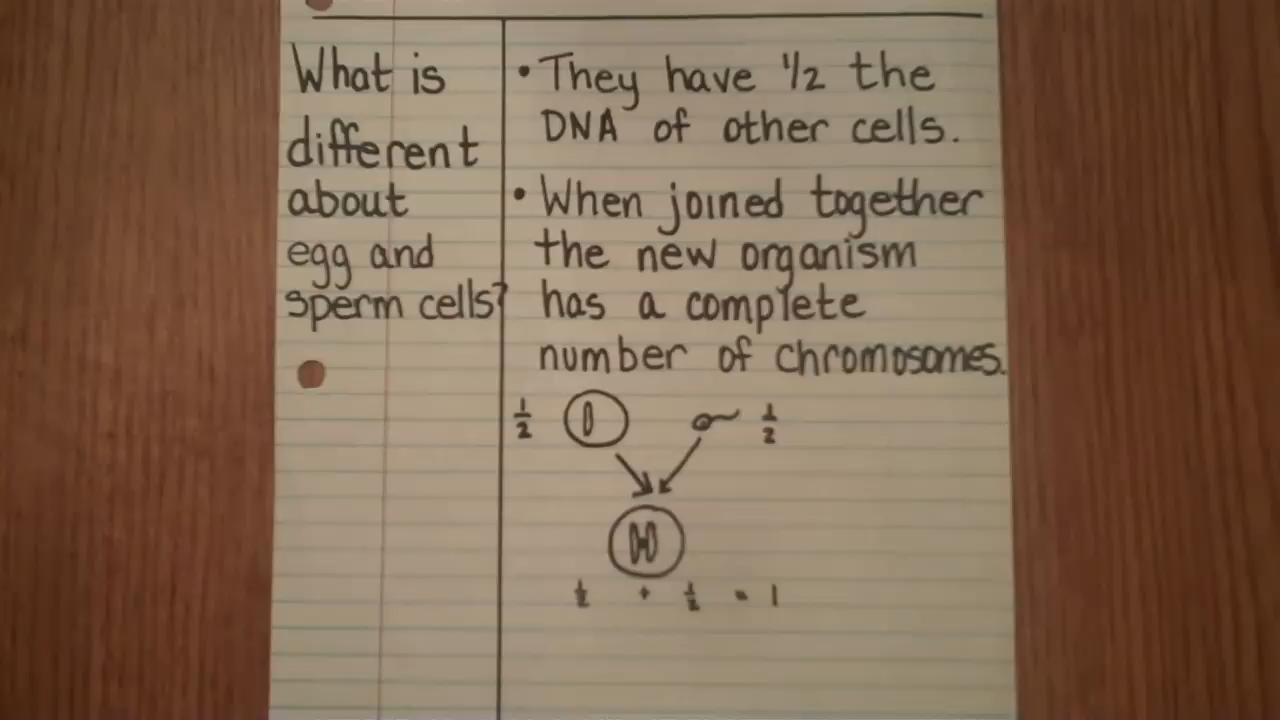 What is
different
about
egg and
sperm cells?
• They have 1/2 the
DNA of other cells.
• When joined together
the new organism
has a complete
number of chromosomes.
1/2
1/2
1/2 + 1/2 = 1